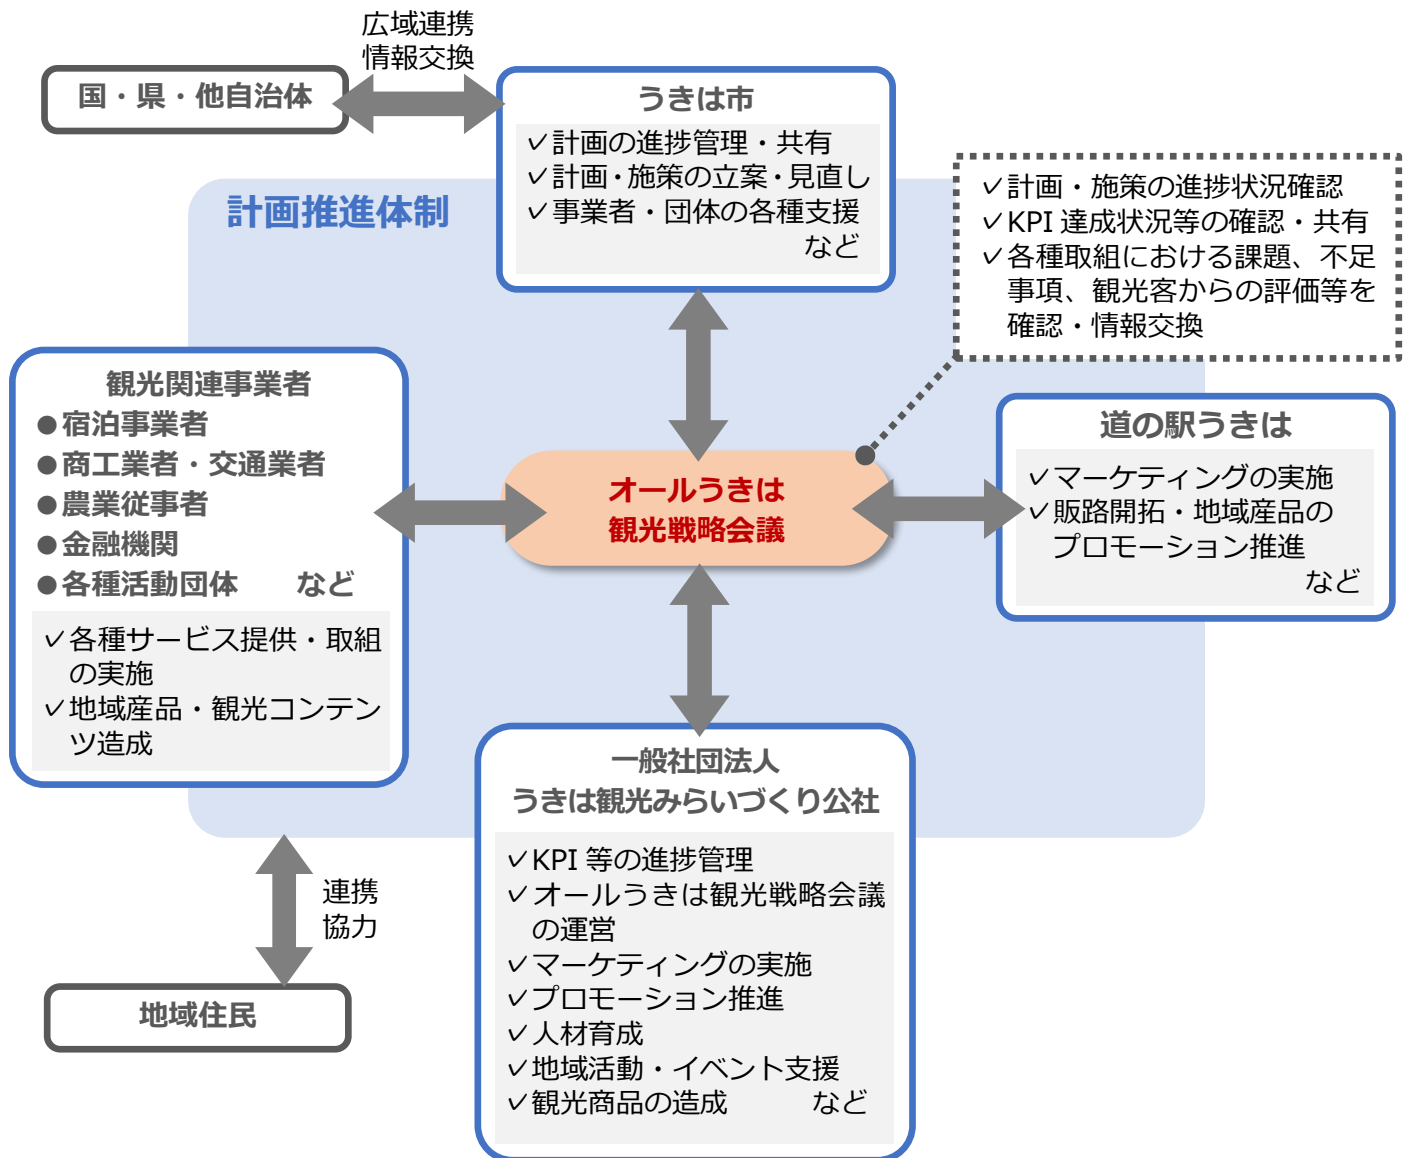 広域連携
情報交換
国・県・他自治体
うきは市
✓計画の進捗管理・共有
✓計画・施策の立案・見直し
✓事業者・団体の各種支援
など
計画推進体制
✓計画・施策の進捗状況確認
✓KPI 達成状況等の確認・共有
✓各種取組における課題、不足
事項、観光客からの評価等を
確認・情報交換
観光関連事業者
●宿泊事業者
●商工業者・交通業者
●農業従事者
●金融機関
●各種活動団体　　など
✓各種サービス提供・取組
の実施
✓地域産品・観光コンテン
ツ造成
オールうきは
観光戦略会議
道の駅うきは
✓マーケティングの実施
✓販路開拓・地域産品の
プロモーション推進
など
一般社団法人
うきは観光みらいづくり公社
✓KPI 等の進捗管理
✓オールうきは観光戦略会議
の運営
✓マーケティングの実施
✓プロモーション推進
✓人材育成
✓地域活動・イベント支援
✓観光商品の造成　　　など
連携
協力
地域住民